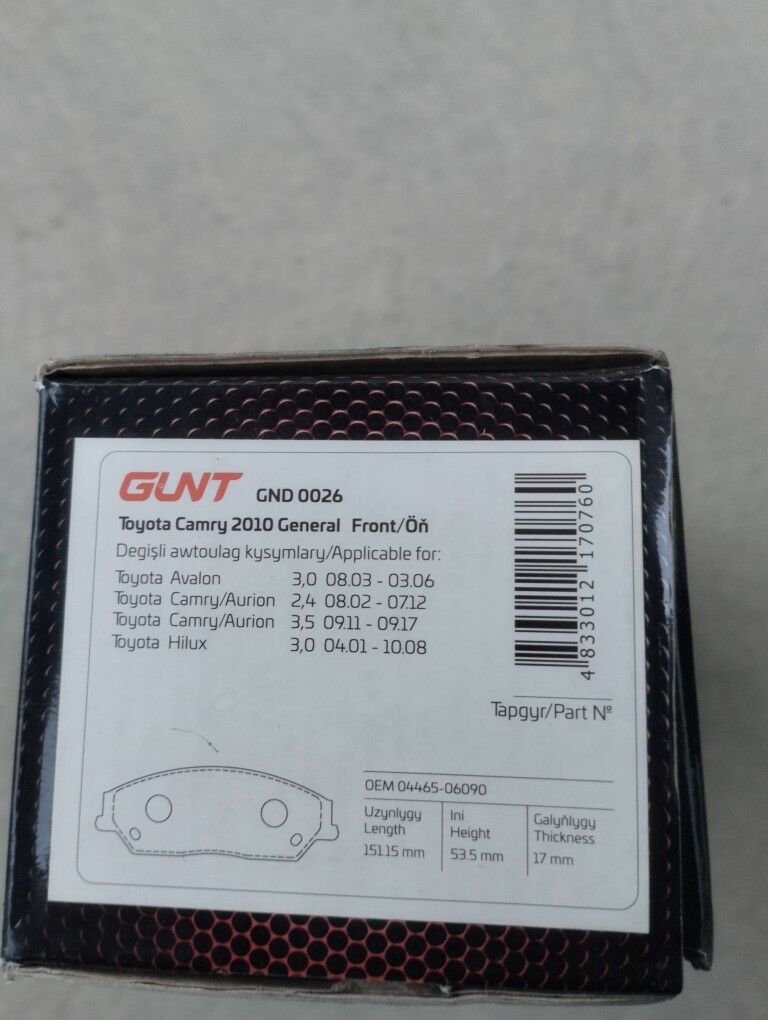 GÜNT GND 0026
Toyota Camry 2010 General Front/Öň
Degişli awtoulag kysymlary/Applicable for:
Toyota Avalon 3,0 08.03 - 03.06
Toyota Camry/Aurion 2,4 08.02 - 07.12
Toyota Camry/Aurion 3,5 09.11 - 09.17
Toyota Hilux 3,0 04.01 - 10.08
4 833012 170760
Tapgyr/Part №
OEM 04465-06090
Uzynlygy
Length
151.15 mm
Ini
Height
53.5 mm
Galyňlygy
Thickness
17 mm